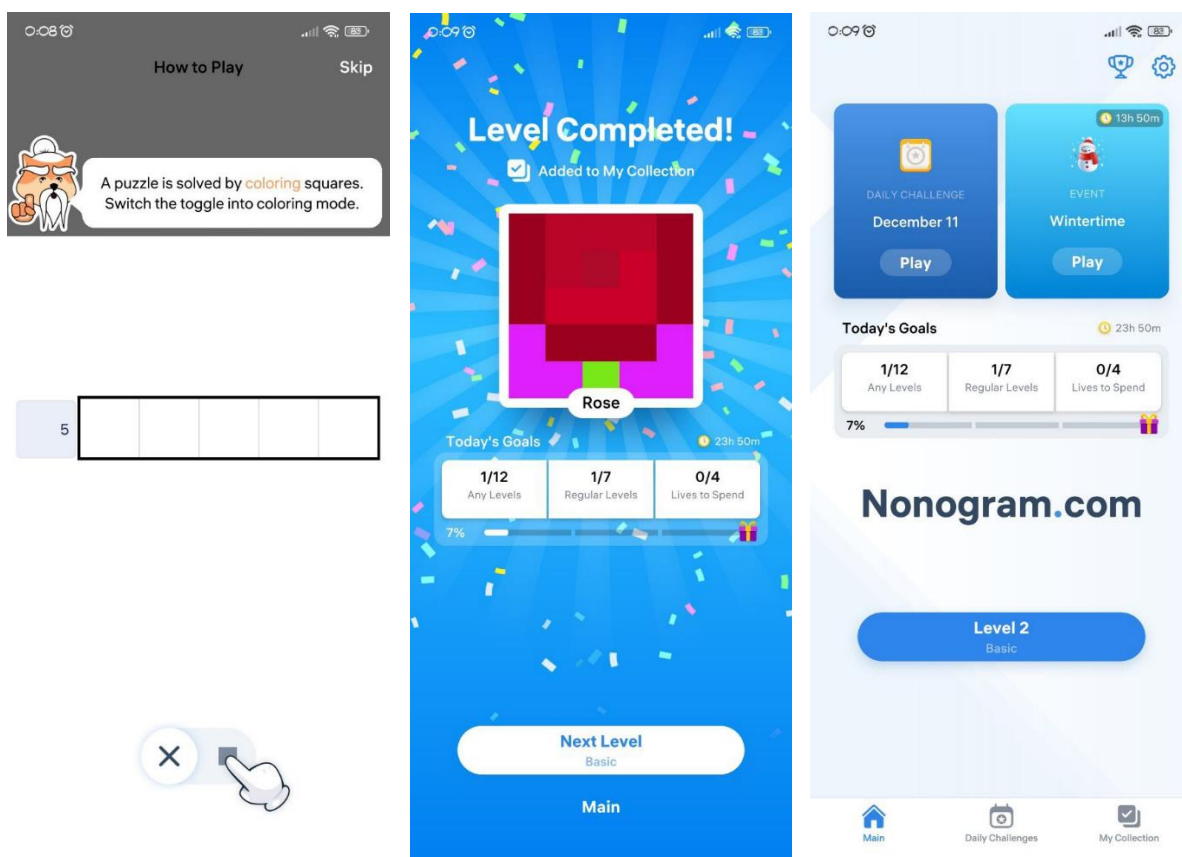 0:08
83
How to Play
Skip
A puzzle is solved by coloring squares.
Switch the toggle into coloring mode.
5
0:09
83
Level Completed!
Added to My Collection
Rose
Today's Goals
23h 50m
1/12
1/7
0/4
Any Levels
Regular Levels
Lives to Spend
7%
Next Level
Basic
Main
0:09
83
13h 50m
DAILY CHALLENGE
December 11
Play
EVENT
Wintertime
Play
Today's Goals
23h 50m
1/12
1/7
0/4
Any Levels
Regular Levels
Lives to Spend
7%
Nonogram.com
Level 2
Basic
Main
Daily Challenges
My Collection